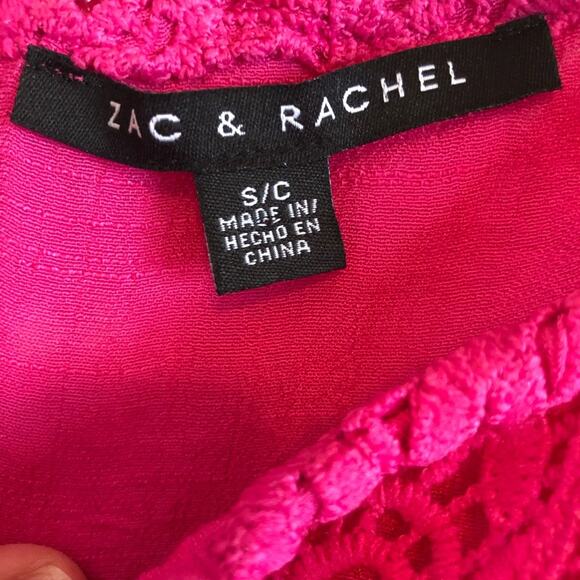 ZAC & RACHEL
S/C
MADE IN/
HECHO EN
CHINA